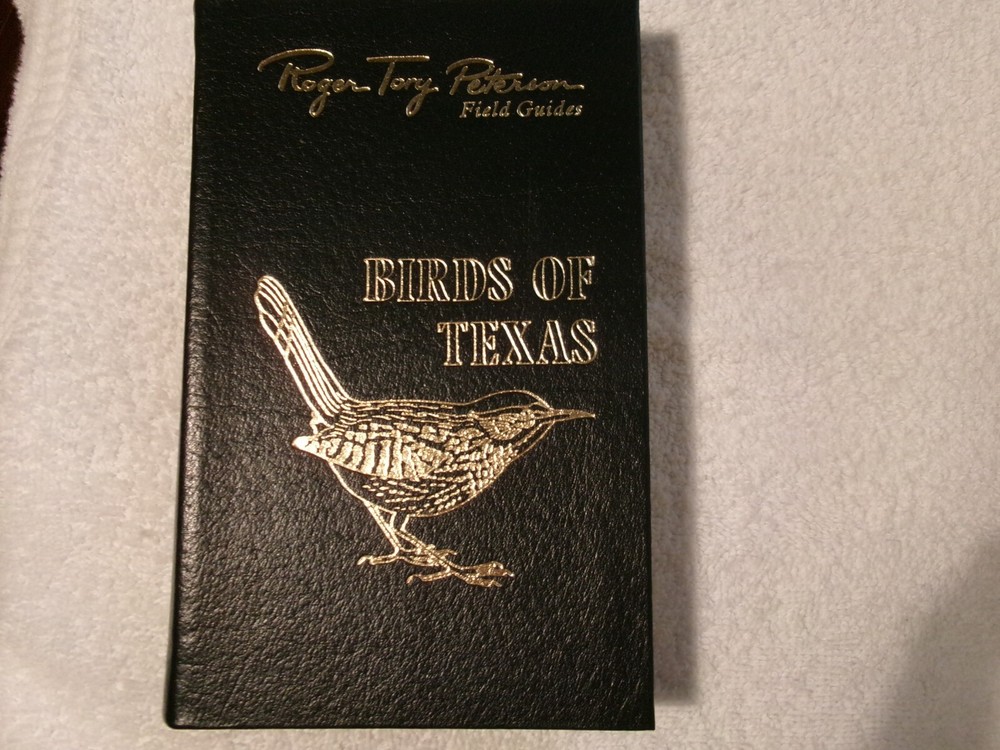 Roger Tory Peterson
Field Guides
BIRDS OF
TEXAS